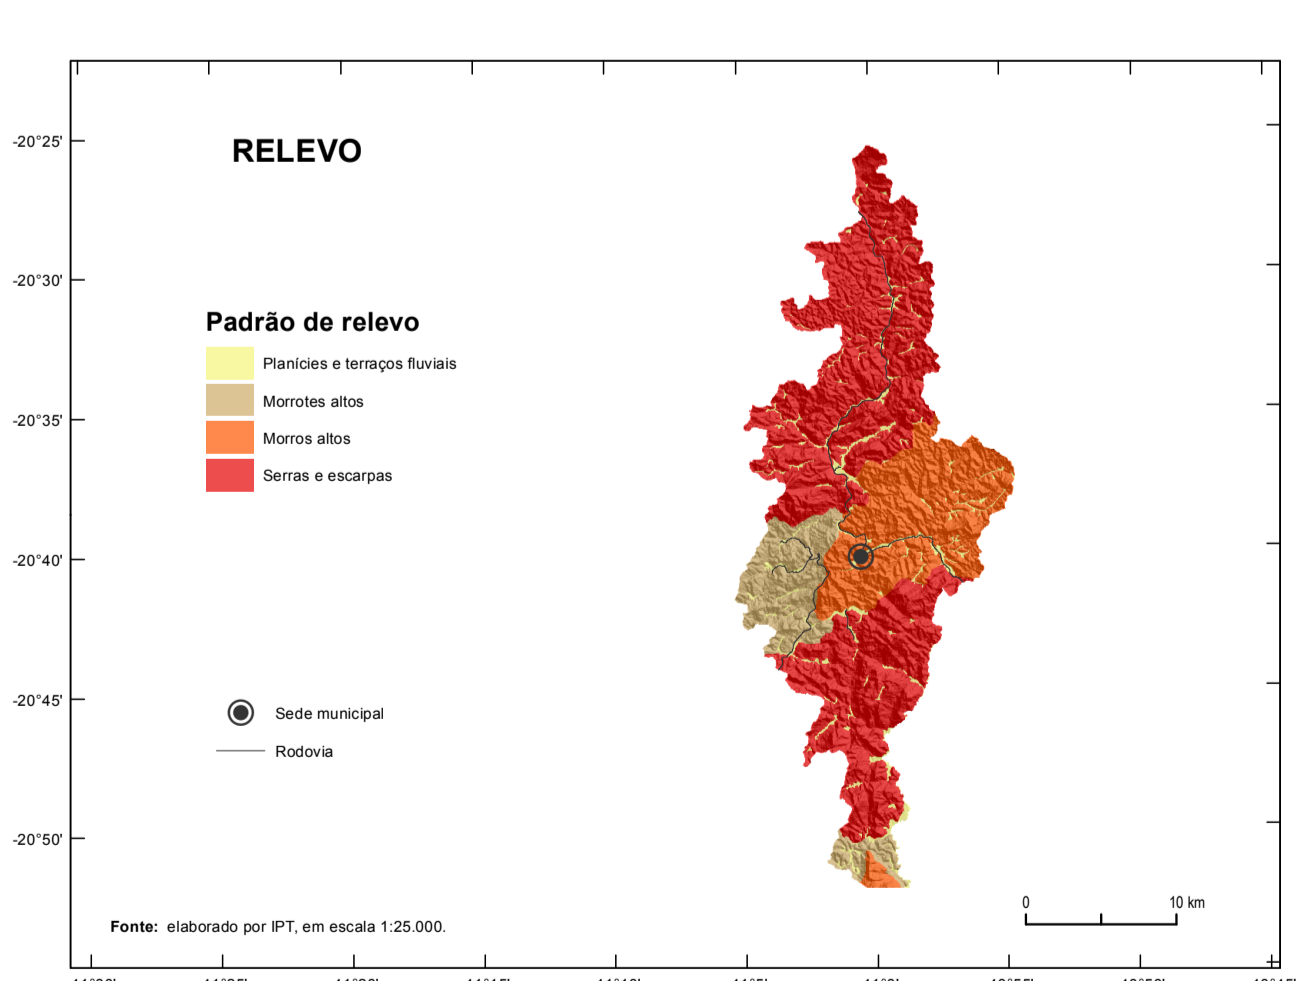 RELEVO
-20°25'
-20°30'
-20°35'
-20°40'
-20°45'
-20°50'
Padrão de relevo
Planícies e terraços fluviais
Morrotes altos
Morros altos
Serras e escarpas
Sede municipal
Rodovia
0 10 km
Fonte: elaborado por IPT, em escala 1:25.000.